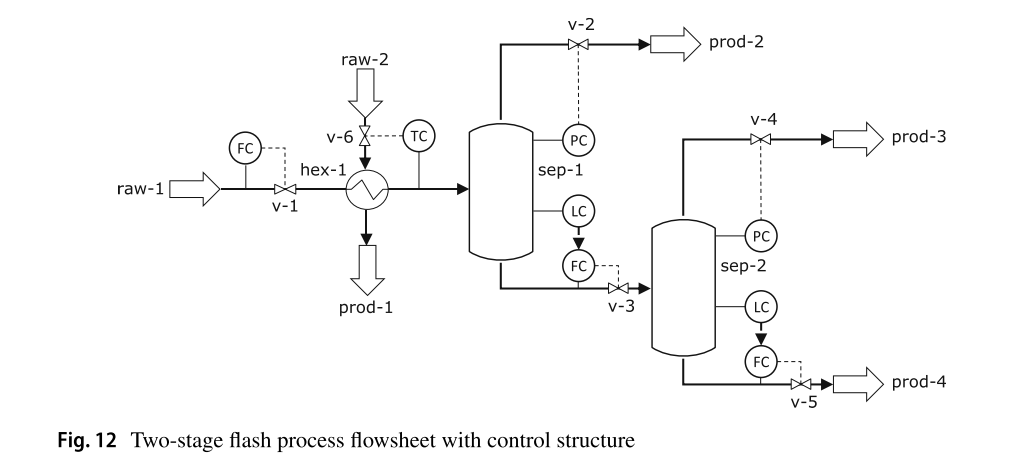 v-2
prod-2
raw-2
v-6
TC
PC
v-4
prod-3
FC
hex-1
sep-1
raw-1
v-1
LC
PC
FC
sep-2
prod-1
v-3
LC
FC
prod-4
v-5
Fig. 12 Two-stage flash process flowsheet with control structure